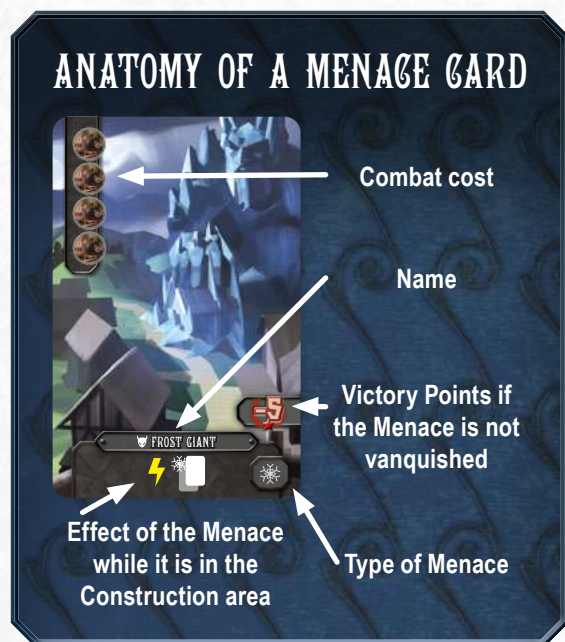 ANATOMY OF A MENACE CARD
Combat cost
Name
Victory Points if
the Menace is not
vanquished
-5
FROST GIANT
Effect of the Menace
while it is in the
Construction area
Type of Menace